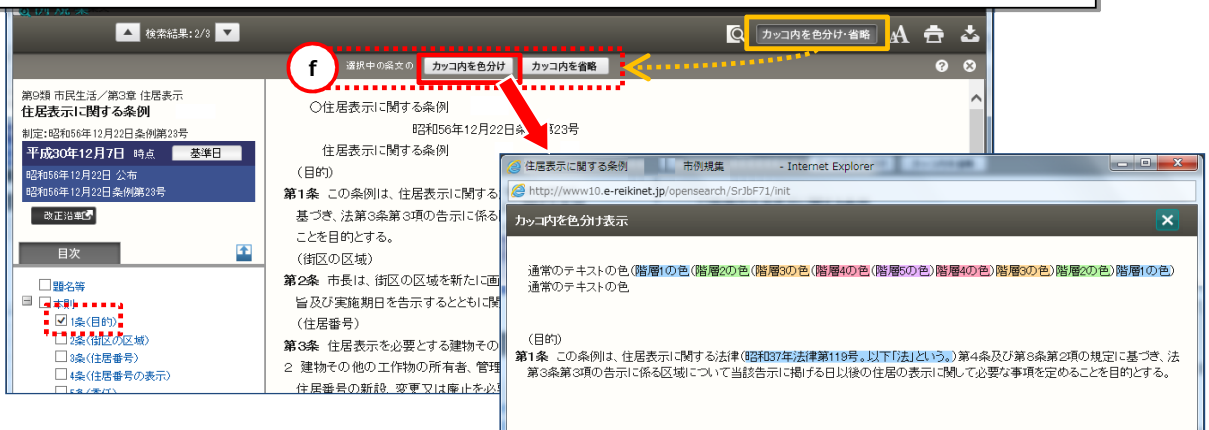 検索結果:2/3
カッコ内を色分け・省略
A
f
選択中の条文の
カッコ内を色分け
カッコ内を省略
第9類 市民生活/第3章 住居表示
住居表示に関する条例
制定:昭和56年12月22日条例第23号
平成30年12月7日 時点
基準日
昭和56年12月22日 公布
昭和56年12月22日条例第23号
改正沿革
目次
題名等
本則
1条(目的)
2条(街区の区域)
3条(住居番号)
4条(住居番号の表示)
5条(委任)
○住居表示に関する条例
昭和56年12月22日条例第23号
住居表示に関する条例
(目的)
第1条 この条例は、住居表示に関する
基づき、法第3条第3項の告示に係る
ことを目的とする。
(街区の区域)
第2条 市長は、街区の区域を新たに画
旨及び実施期日を告示するとともに関
(住居番号)
第3条 住居表示を必要とする建物その
2 建物その他の工作物の所有者、管理
住居番号の新設、変更又は廃止を必
住居表示に関する条例 市例規集 - Internet Explorer
http://www10.e-reikinet.jp/opensearch/SrJbF71/init
カッコ内を色分け表示
通常のテキストの色(階層1の色(階層2の色(階層3の色(階層4の色(階層5の色)階層4の色)階層3の色)階層2の色)階層1の色)
通常のテキストの色
(目的)
第1条 この条例は、住居表示に関する法律(昭和37年法律第119号。以下「法」という。)第4条及び第8条第2項の規定に基づき、法
第3条第3項の告示に係る区域について当該告示に掲げる日以後の住居の表示に関して必要な事項を定めることを目的とする。